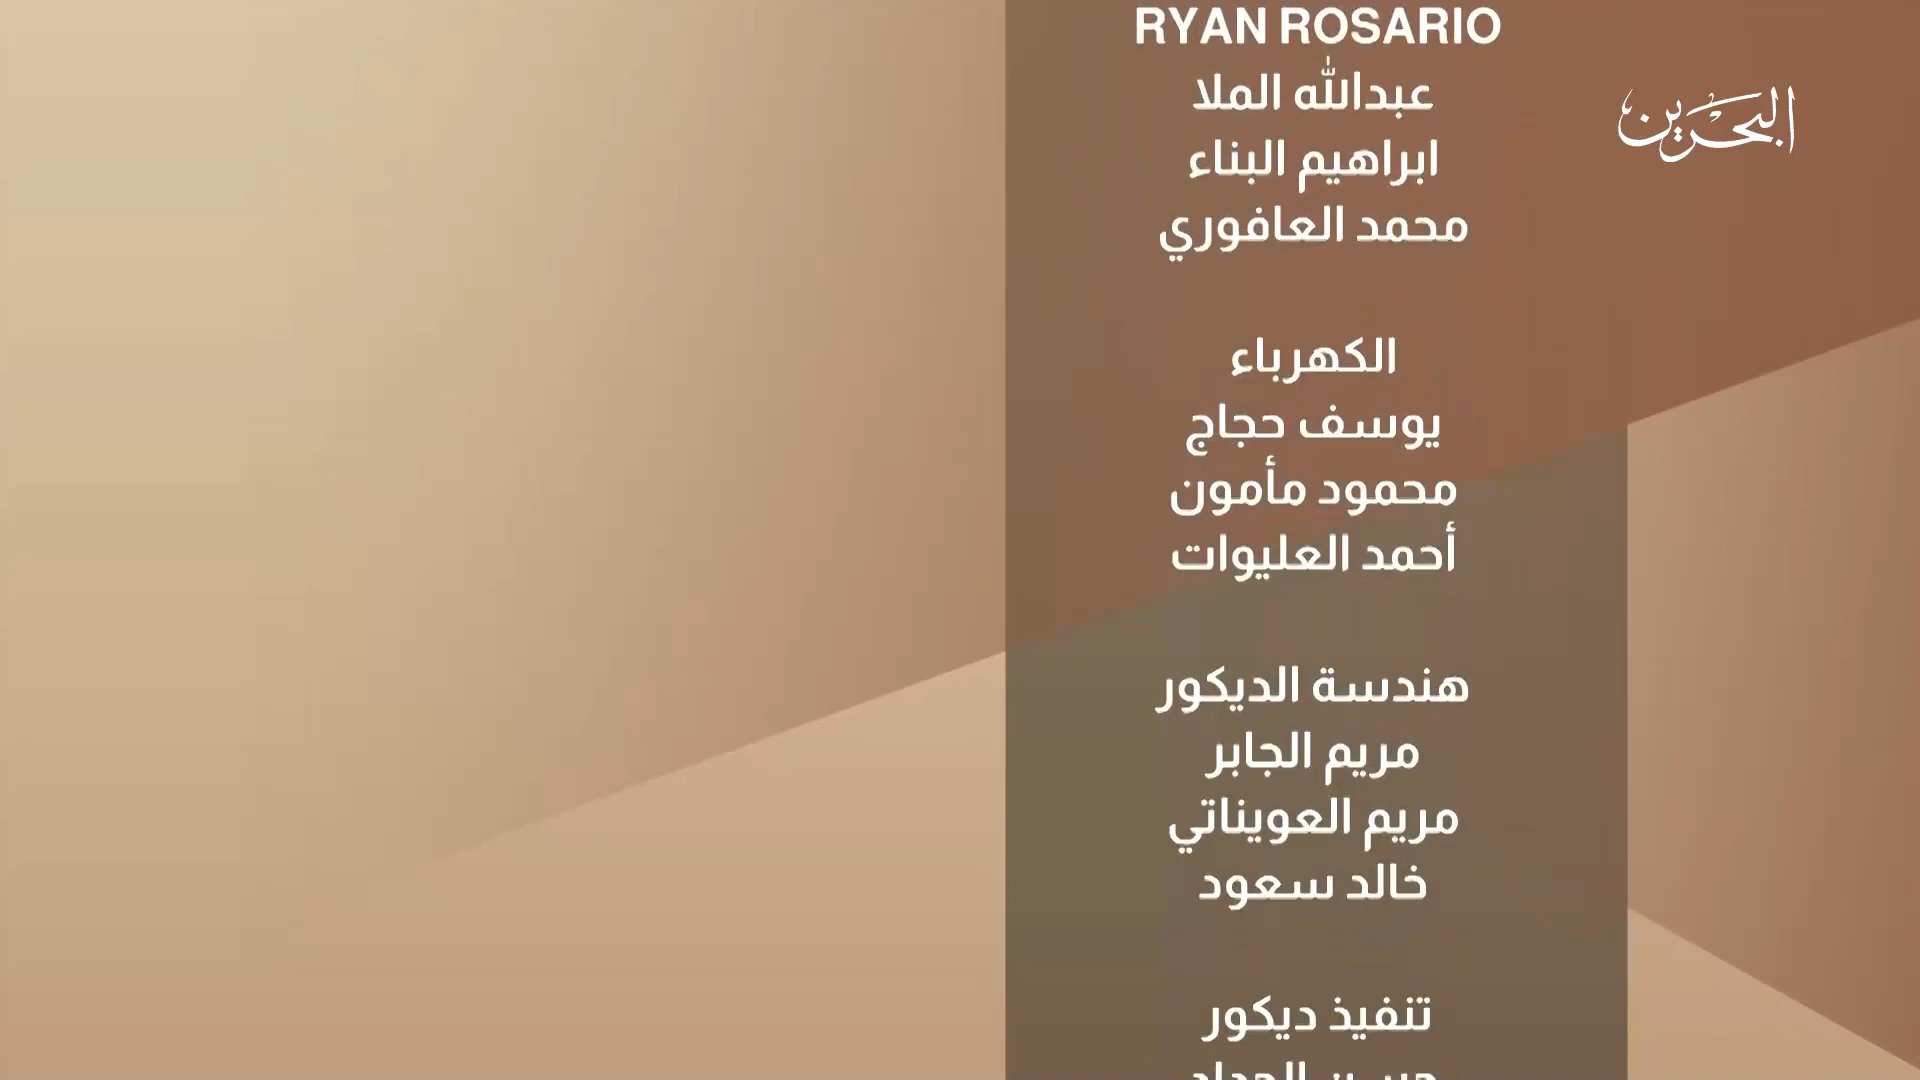 RYAN ROSARIO
عبدالله الملا
ابراهيم البناء
محمد العافوري
البحرين
الكهرباء
يوسف حجاج
محمود مأمون
أحمد العليوات
هندسة الديكور
مريم الجابر
مريم العويناتي
خالد سعود
تنفيذ ديكور